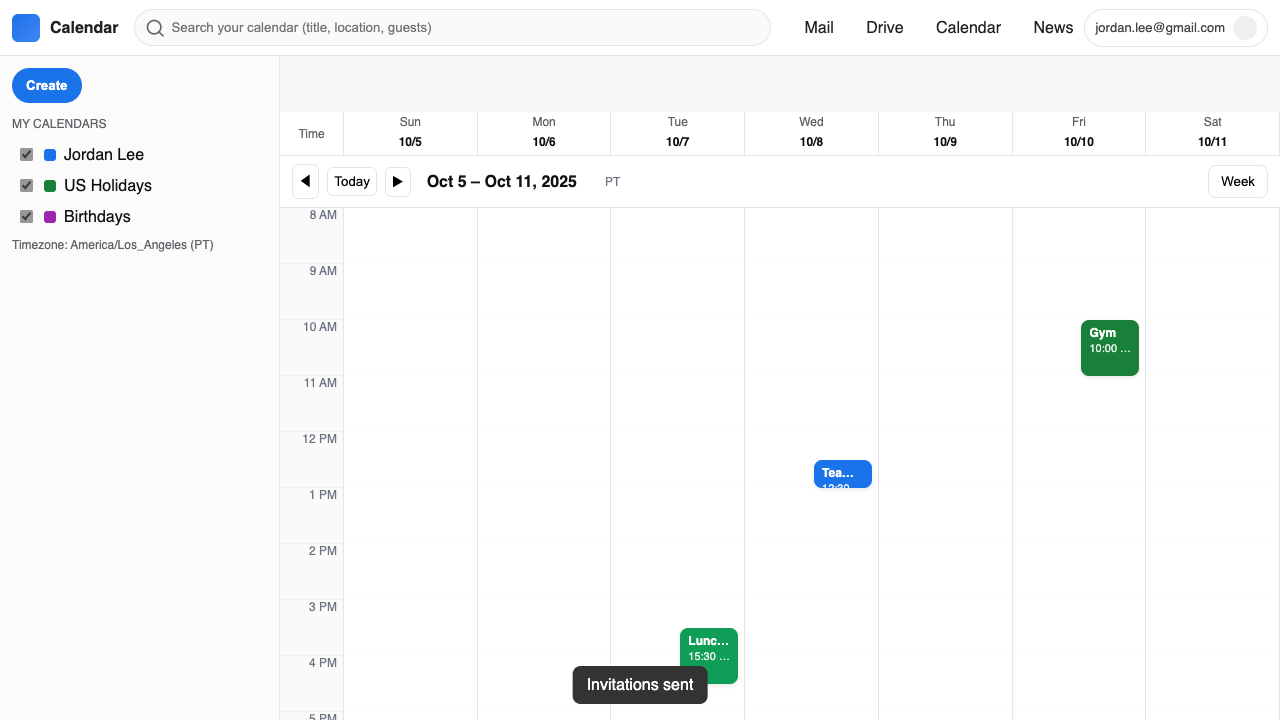 Calendar
Search your calendar (title, location, guests)
Mail
Drive
Calendar
News
jordan.lee@gmail.com
Create
MY CALENDARS
Jordan Lee
US Holidays
Birthdays
Timezone: America/Los_Angeles (PT)
Time
Sun
10/5
Mon
10/6
Tue
10/7
Wed
10/8
Thu
10/9
Fri
10/10
Sat
10/11
Today
Oct 5 – Oct 11, 2025
PT
Week
8 AM
9 AM
10 AM
Gym
10:00 ...
11 AM
12 PM
Tea...
12:30
1 PM
2 PM
3 PM
Lunc...
15:30 ...
4 PM
Invitations sent
5 PM